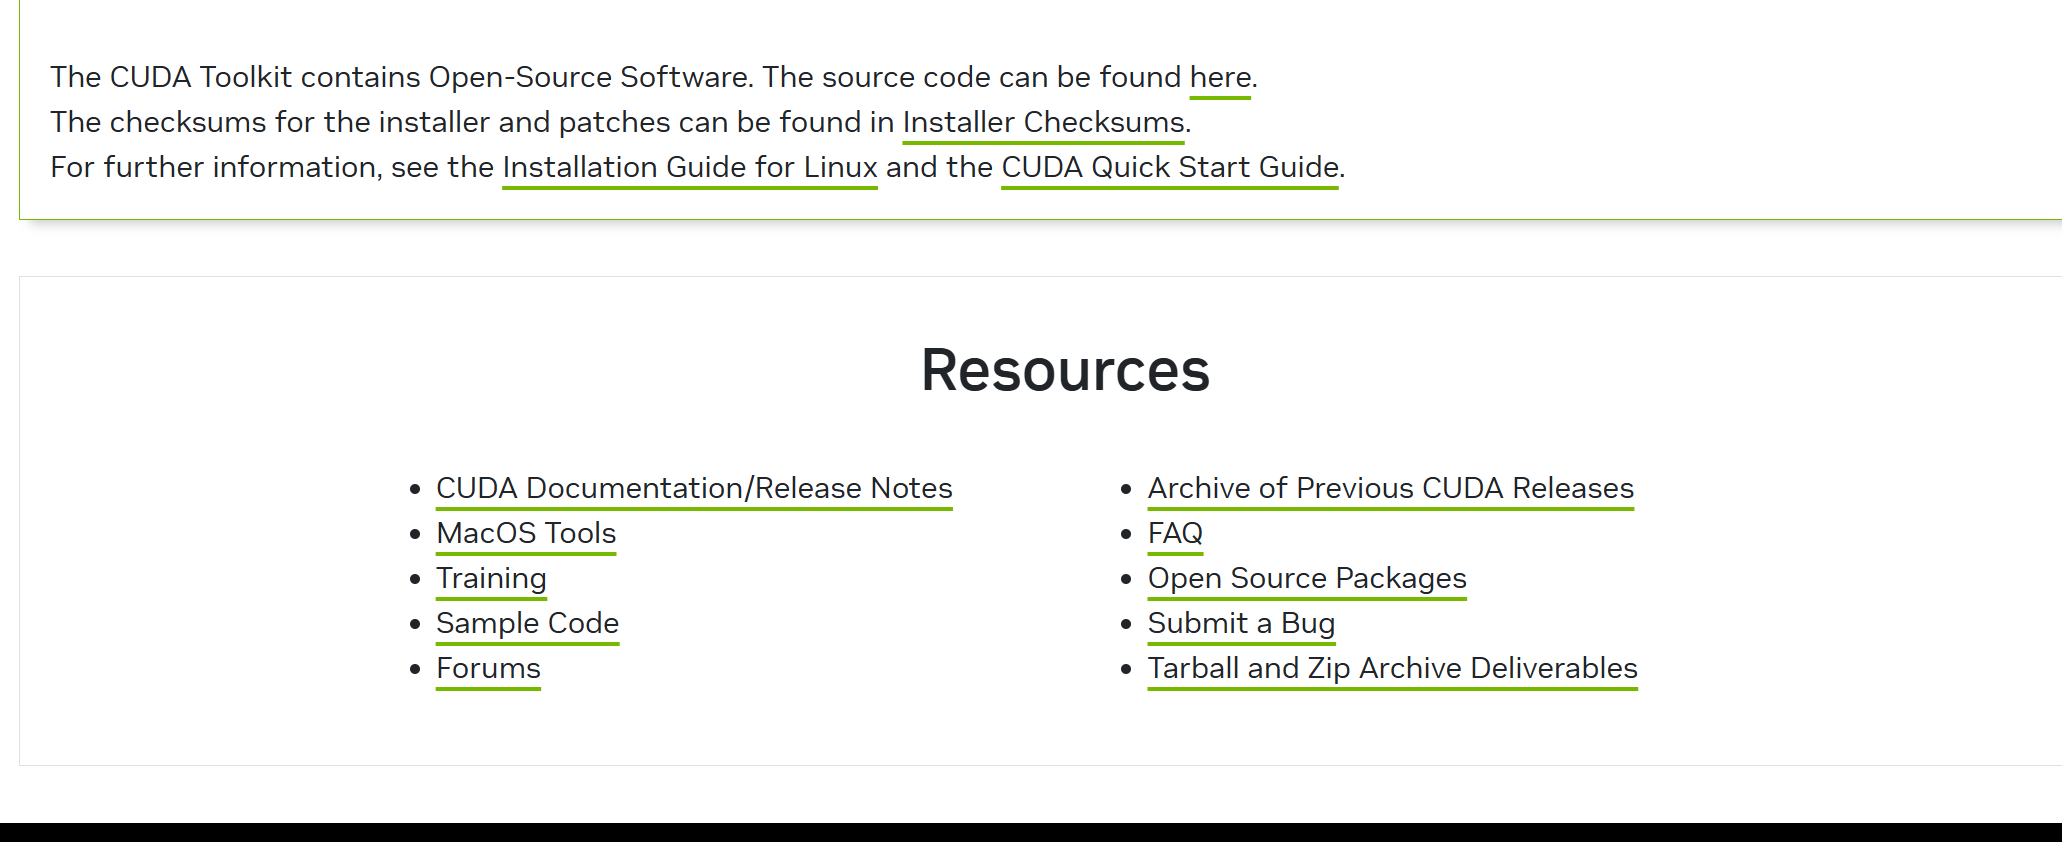 The CUDA Toolkit contains Open-Source Software. The source code can be found here.
The checksums for the installer and patches can be found in Installer Checksums.
For further information, see the Installation Guide for Linux and the CUDA Quick Start Guide.
Resources
CUDA Documentation/Release Notes
MacOS Tools
Training
Sample Code
Forums
Archive of Previous CUDA Releases
FAQ
Open Source Packages
Submit a Bug
Tarball and Zip Archive Deliverables